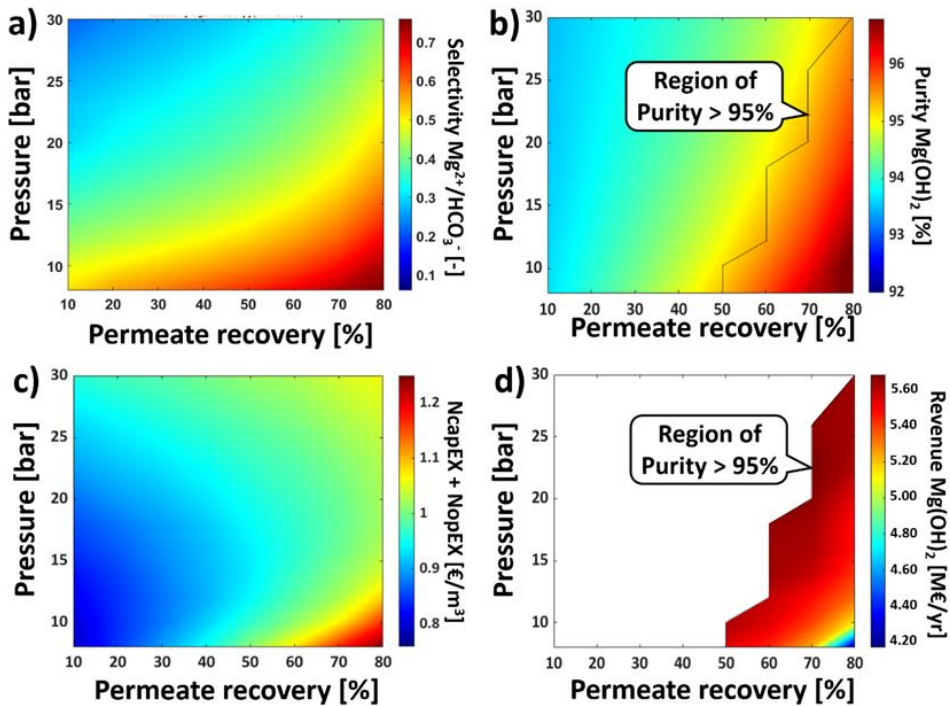 a)
30
25
20
15
10
Pressure [bar]
10 20 30 40 50 60 70 80
Permeate recovery [%]
0.7
0.6
0.5
0.4
0.3
0.2
0.1
Selectivity Mg²⁺/HCO₃⁻ [-]
b)
30
25
20
15
10
Pressure [bar]
Region of
Purity > 95%
10 20 30 40 50 60 70 80
Permeate recovery [%]
96
95
94
93
92
Purity Mg(OH)₂ [%]
c)
30
25
20
15
10
Pressure [bar]
10 20 30 40 50 60 70 80
Permeate recovery [%]
1.2
1.1
1
0.9
0.8
NcapEX + NopEX [€/m³]
d)
30
25
20
15
10
Pressure [bar]
Region of
Purity > 95%
10 20 30 40 50 60 70 80
Permeate recovery [%]
5.60
5.40
5.20
5.00
4.80
4.60
4.40
4.20
Revenue Mg(OH)₂ [M€/yr]